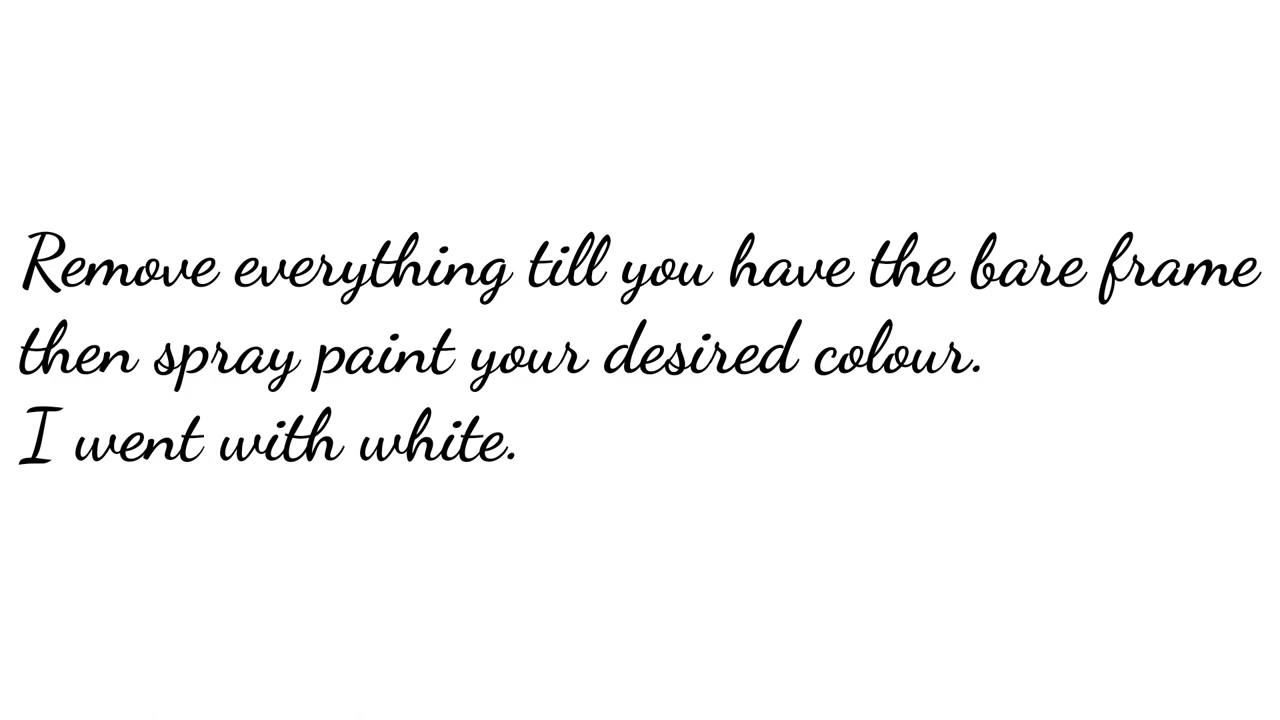 Remove everything till you have the bare frame
then spray paint your desired colour.
I went with white.